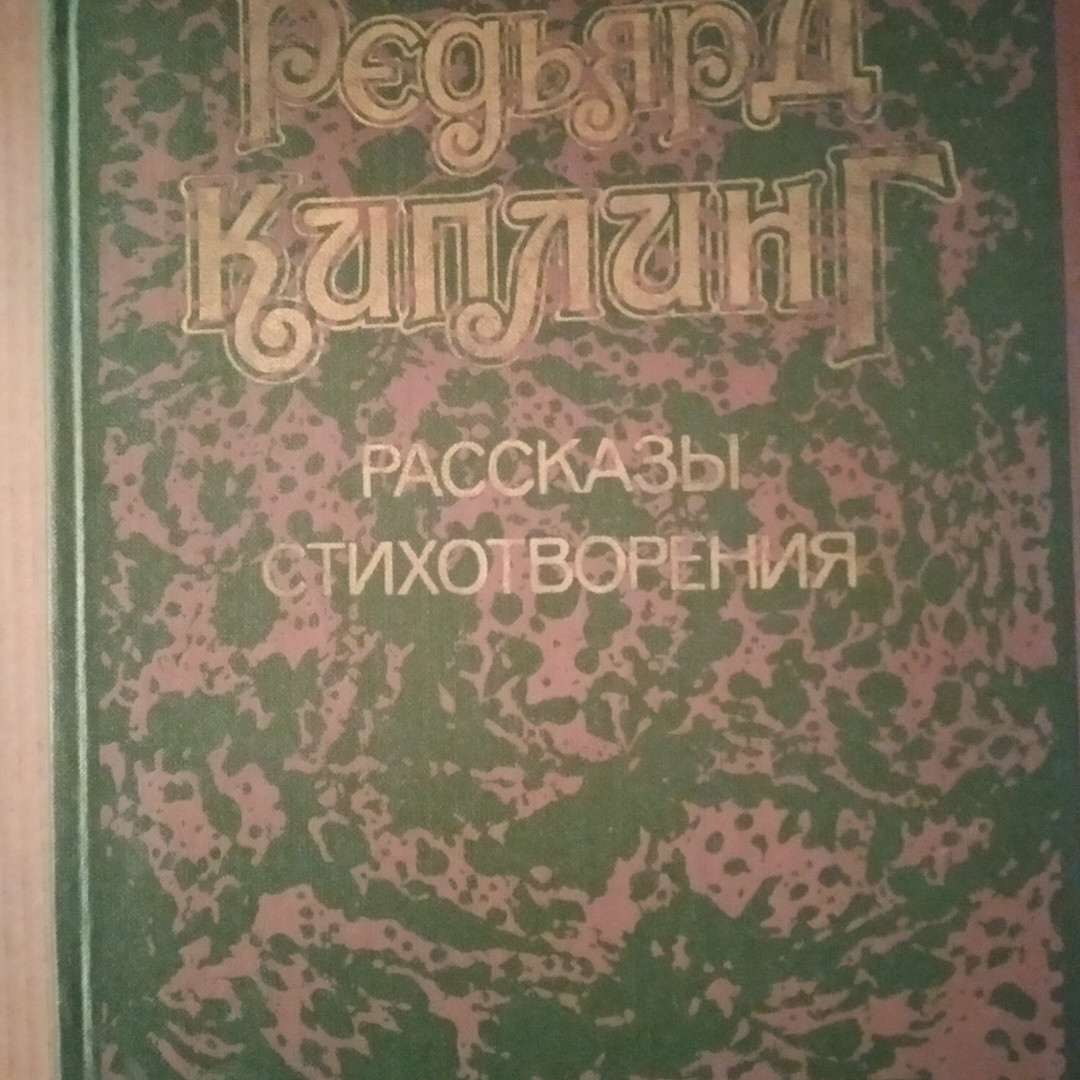 Редьярд
Киплинг
РАССКАЗЫ
СТИХОТВОРЕНИЯ